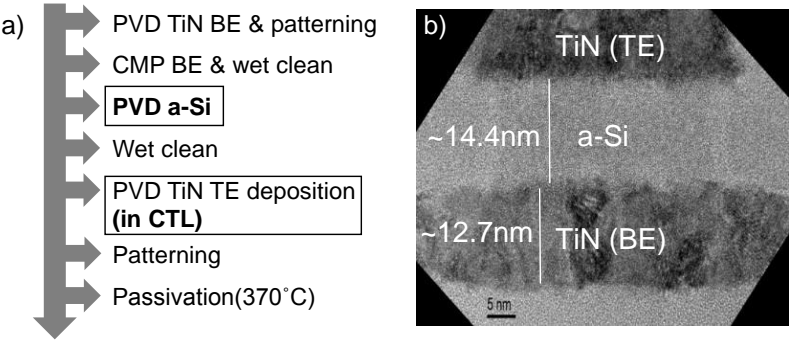 a)
PVD TiN BE & patterning
CMP BE & wet clean
PVD a-Si
Wet clean
PVD TiN TE deposition
(in CTL)
Patterning
Passivation(370˚C)
b)
TiN (TE)
~14.4nm
a-Si
~12.7nm
TiN (BE)
5 nm